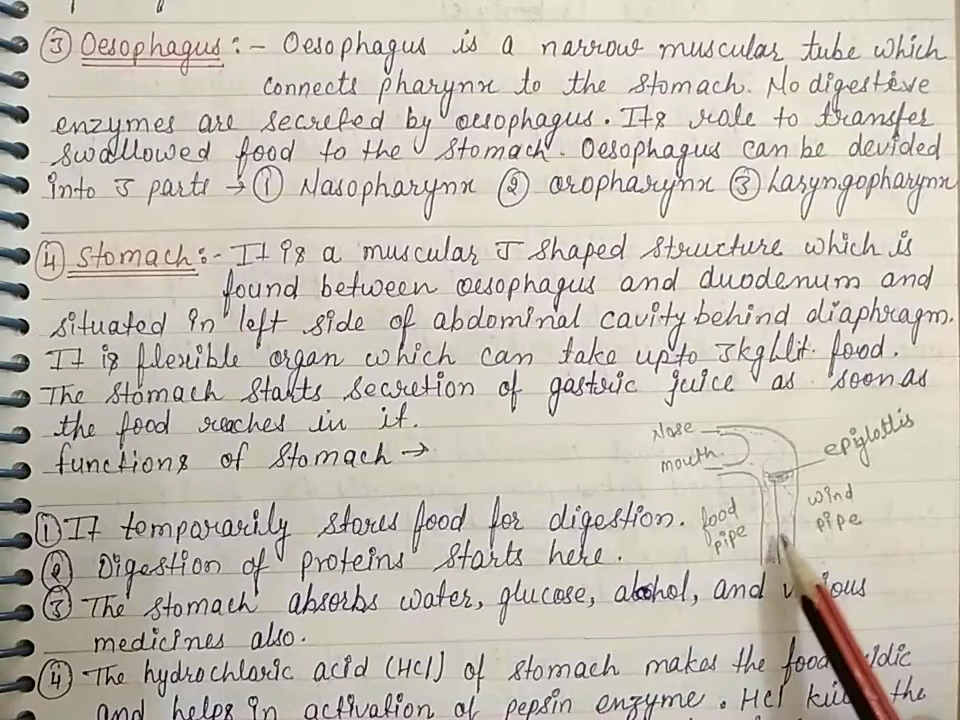 ③ Oesophagus :- Oesophagus is a narrow muscular tube which
connects pharynx to the stomach. No digestive
enzymes are secreted by oesophagus. Its role to transfer
swallowed food to the stomach. Oesophagus can be devided
into 3 parts → ① Nasopharynx ② oropharynx ③ Laryngopharynx
④ Stomach :- It is a muscular J shaped structure which is
found between oesophagus and duodenum and
situated in left side of abdominal cavity behind diaphragm.
It is flexible organ which can take upto 3kg/lit. food.
The stomach starts secretion of gastric juice as soon as
the food reaches in it.
functions of stomach →
Nose
mouth
epiglottis
food pipe
wind pipe
① It temporarily stores food for digestion.
② Digestion of proteins starts here.
③ The stomach absorbs water, glucose, alcohol, and
medicines also.
④ The hydrochloric acid (HCl) of stomach makes the food
and helps in activation of pepsin enzyme. HCl the